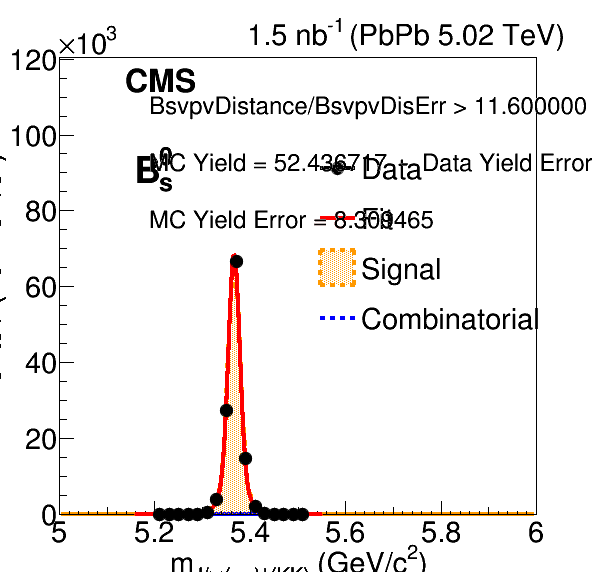 ×10³
1.5 nb⁻¹ (PbPb 5.02 TeV)
120
CMS
BsvpvDistance/BsvpvDisErr > 11.600000
100
MC Yield = 52.436717 Data Yield Error
B⁰s
Data
80
MC Yield Error = 8.309465
Fit
60
Signal
Combinatorial
40
20
0
5 5.2 5.4 5.6 5.8 6
m (GeV/c²)